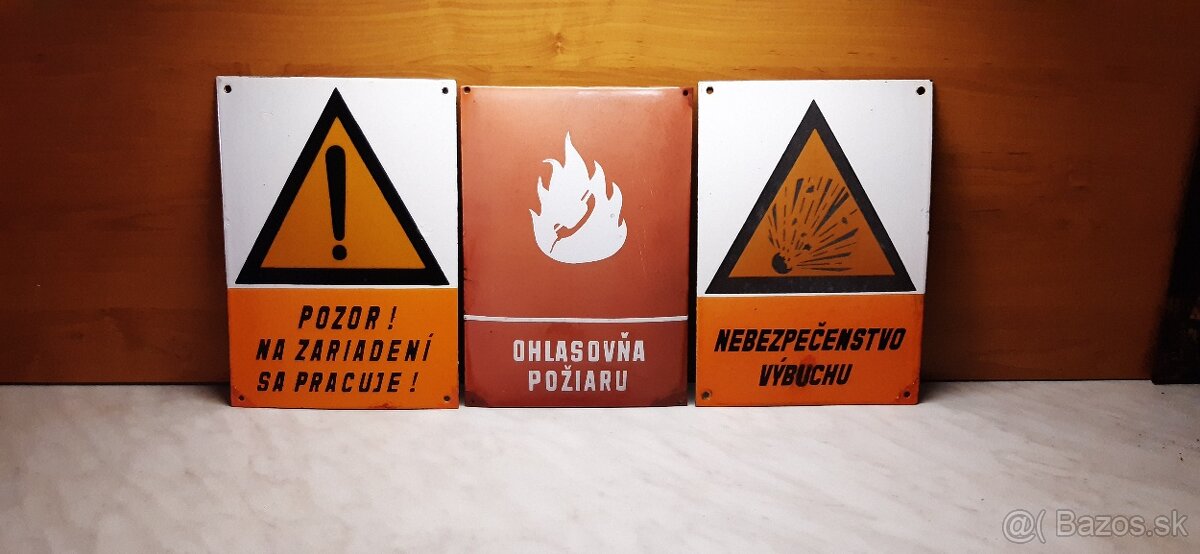 POZOR!
NA ZARIADENÍ
SA PRACUJE!
OHLASOVŇA
POŽIARU
NEBEZPEČENSTVO
VÝBUCHU
@( Bazos.sk